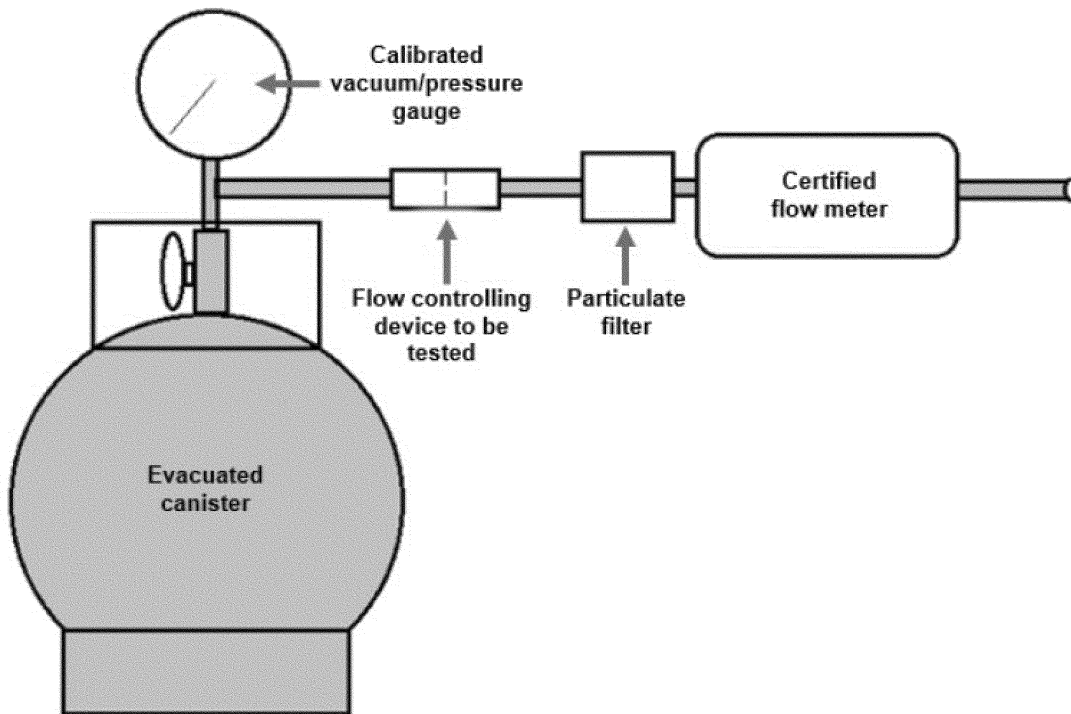 Calibrated
vacuum/pressure
gauge
Certified
flow meter
Flow controlling
device to be
tested
Particulate
filter
Evacuated
canister